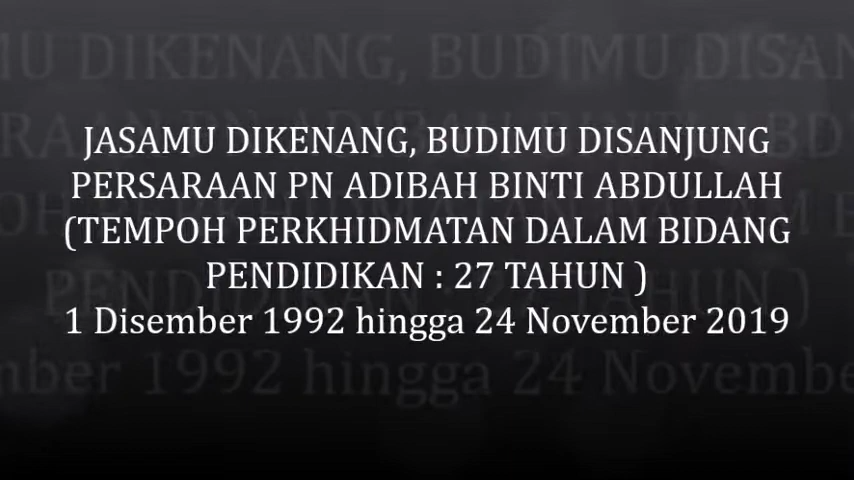 JASAMU DIKENANG, BUDIMU DISANJUNG
PERSARAAN PN ADIBAH BINTI ABDULLAH
(TEMPOH PERKHIDMATAN DALAM BIDANG
PENDIDIKAN : 27 TAHUN )
1 Disember 1992 hingga 24 November 2019